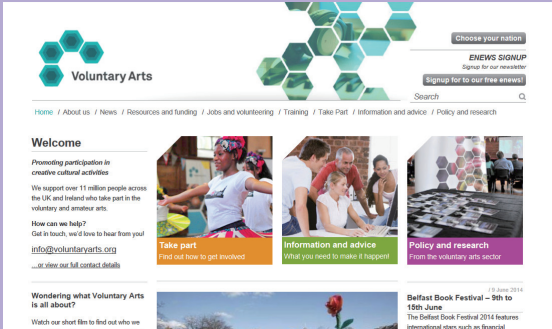 Choose your nation
ENEWS SIGNUP
Signup for our newsletter
Signup for to our free enews!
Voluntary Arts
Search
Home / About us / News / Resources and funding / Jobs and volunteering / Training / Take Part / Information and advice / Policy and research
Welcome
Promoting participation in
creative cultural activities
We support over 11 million people across
the UK and Ireland who take part in the
voluntary and amateur arts.
How can we help?
Get in touch, we'd love to hear from you!
info@voluntaryarts.org
...or view our full contact details
Take part
Find out how to get involved
Information and advice
What you need to make it happen!
Policy and research
From the voluntary arts sector
Wondering what Voluntary Arts
is all about?
Watch our short film to find out who we
/ 9 June 2014
Belfast Book Festival – 9th to
15th June
The Belfast Book Festival 2014 features
international stars such as financial